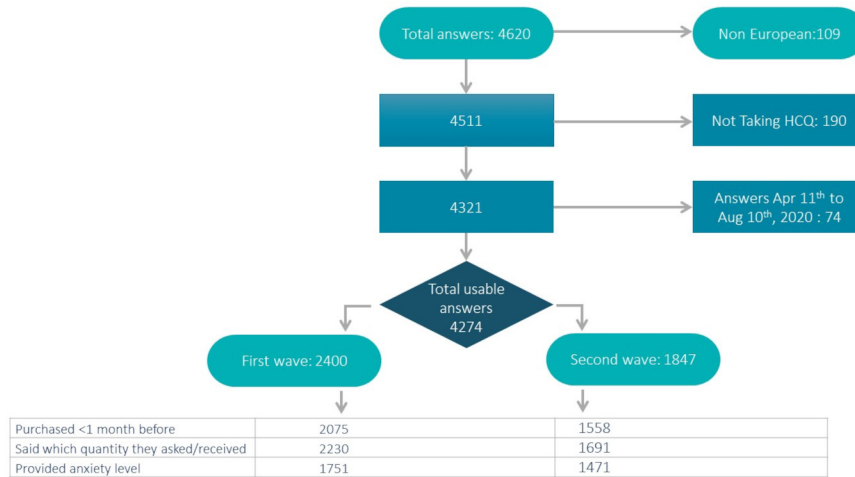 Total answers: 4620
Non European:109
4511
Not Taking HCQ: 190
4321
Answers Apr 11th to
Aug 10th, 2020 : 74
Total usable
answers
4274
First wave: 2400
Second wave: 1847
Purchased <1 month before 2075 1558
Said which quantity they asked/received 2230 1691
Provided anxiety level 1751 1471